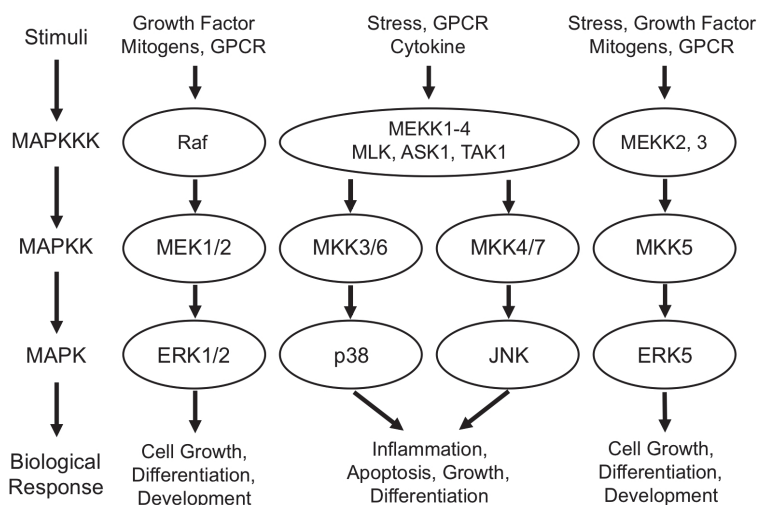 Stimuli
Growth Factor
Mitogens, GPCR
Stress, GPCR
Cytokine
Stress, Growth Factor
Mitogens, GPCR
MAPKKK
Raf
MEKK1-4
MLK, ASK1, TAK1
MEKK2, 3
MAPKK
MEK1/2
MKK3/6
MKK4/7
MKK5
MAPK
ERK1/2
p38
JNK
ERK5
Biological
Response
Cell Growth,
Differentiation,
Development
Inflammation,
Apoptosis, Growth,
Differentiation
Cell Growth,
Differentiation,
Development